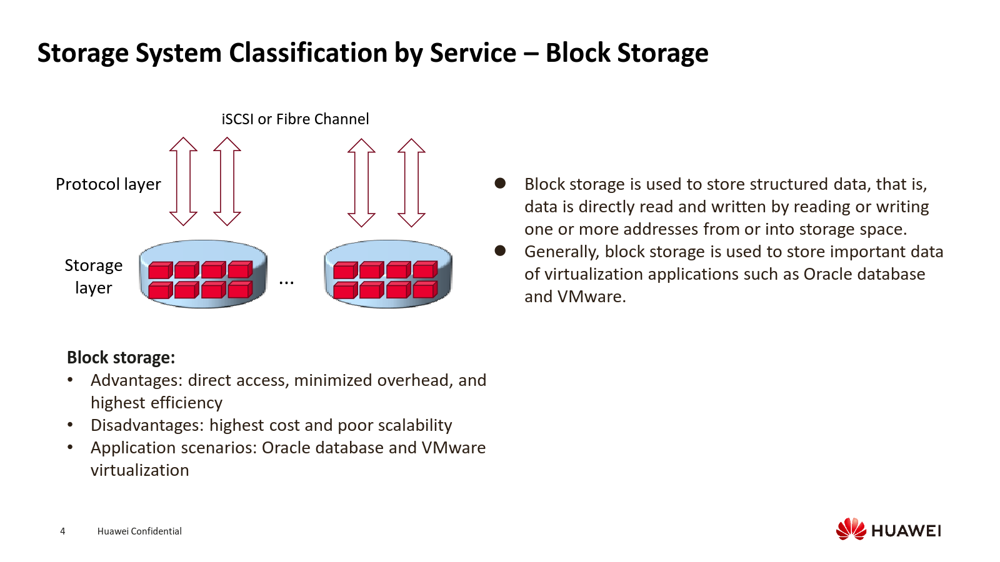 Storage System Classification by Service – Block Storage
iSCSI or Fibre Channel
Protocol layer
Storage
layer
...
Block storage:
• Advantages: direct access, minimized overhead, and
highest efficiency
• Disadvantages: highest cost and poor scalability
• Application scenarios: Oracle database and VMware
virtualization
● Block storage is used to store structured data, that is,
data is directly read and written by reading or writing
one or more addresses from or into storage space.
● Generally, block storage is used to store important data
of virtualization applications such as Oracle database
and VMware.
4 Huawei Confidential
HUAWEI